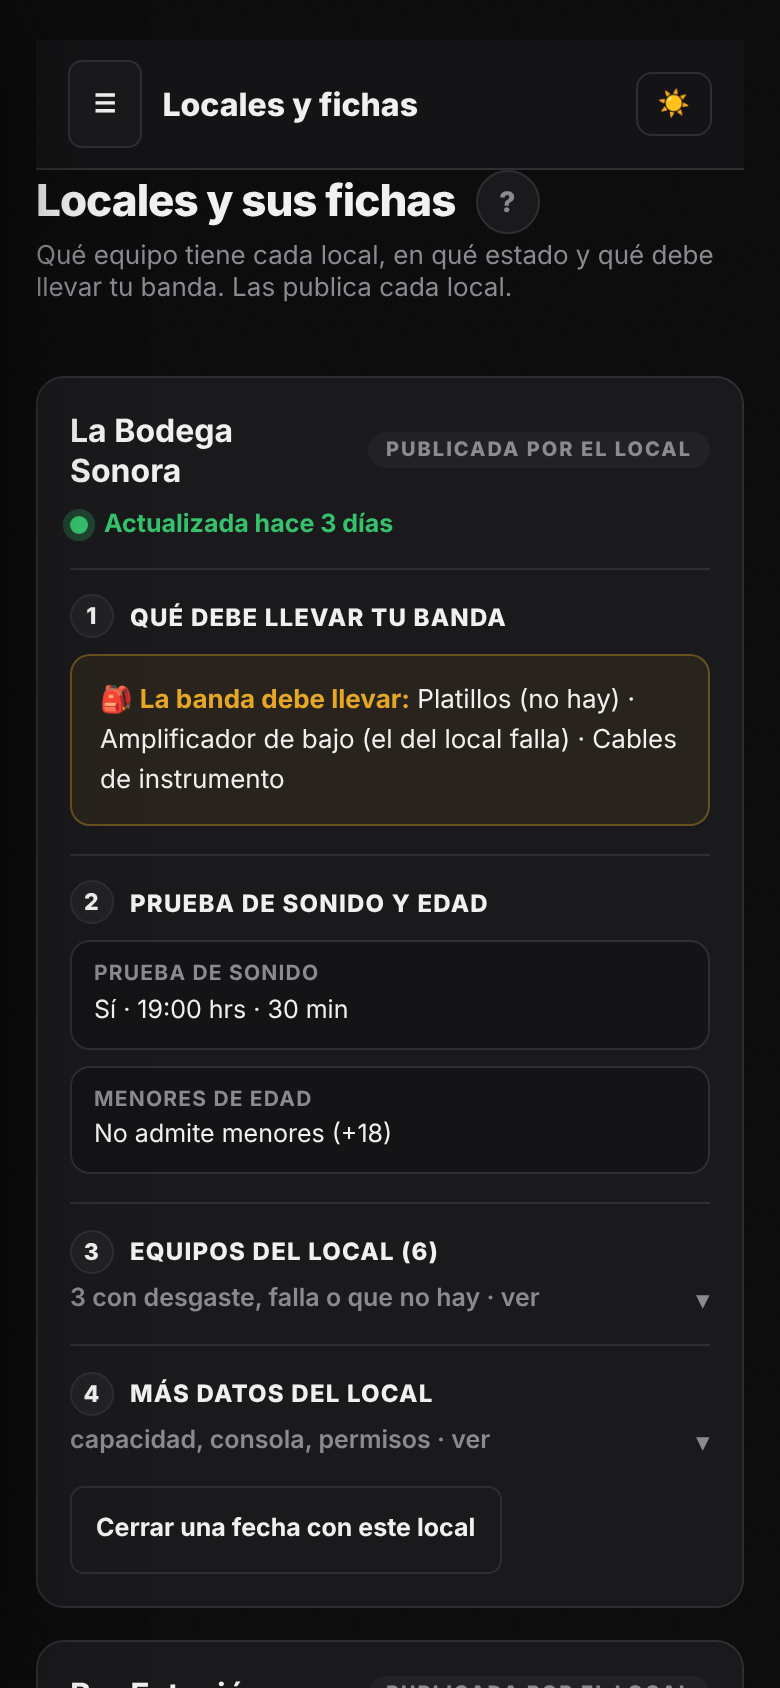 ☰ Locales y fichas ☀️
Locales y sus fichas ?
Qué equipo tiene cada local, en qué estado y qué debe
llevar tu banda. Las publica cada local.
La Bodega
Sonora
PUBLICADA POR EL LOCAL
Actualizada hace 3 días
1 QUÉ DEBE LLEVAR TU BANDA
🎒 La banda debe llevar: Platillos (no hay) ·
Amplificador de bajo (el del local falla) · Cables
de instrumento
2 PRUEBA DE SONIDO Y EDAD
PRUEBA DE SONIDO
Sí · 19:00 hrs · 30 min
MENORES DE EDAD
No admite menores (+18)
3 EQUIPOS DEL LOCAL (6)
3 con desgaste, falla o que no hay · ver ▼
4 MÁS DATOS DEL LOCAL
capacidad, consola, permisos · ver ▼
Cerrar una fecha con este local
PUBLICADA POR EL LOCAL